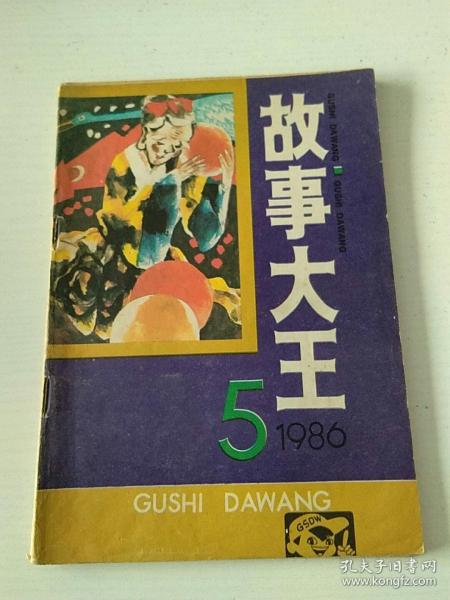 故事大王
GUSHI DAWANG GUSHI DAWANG
5
1986
GUSHI DAWANG
GSDW
孔夫子旧书网
www.kongfz.com